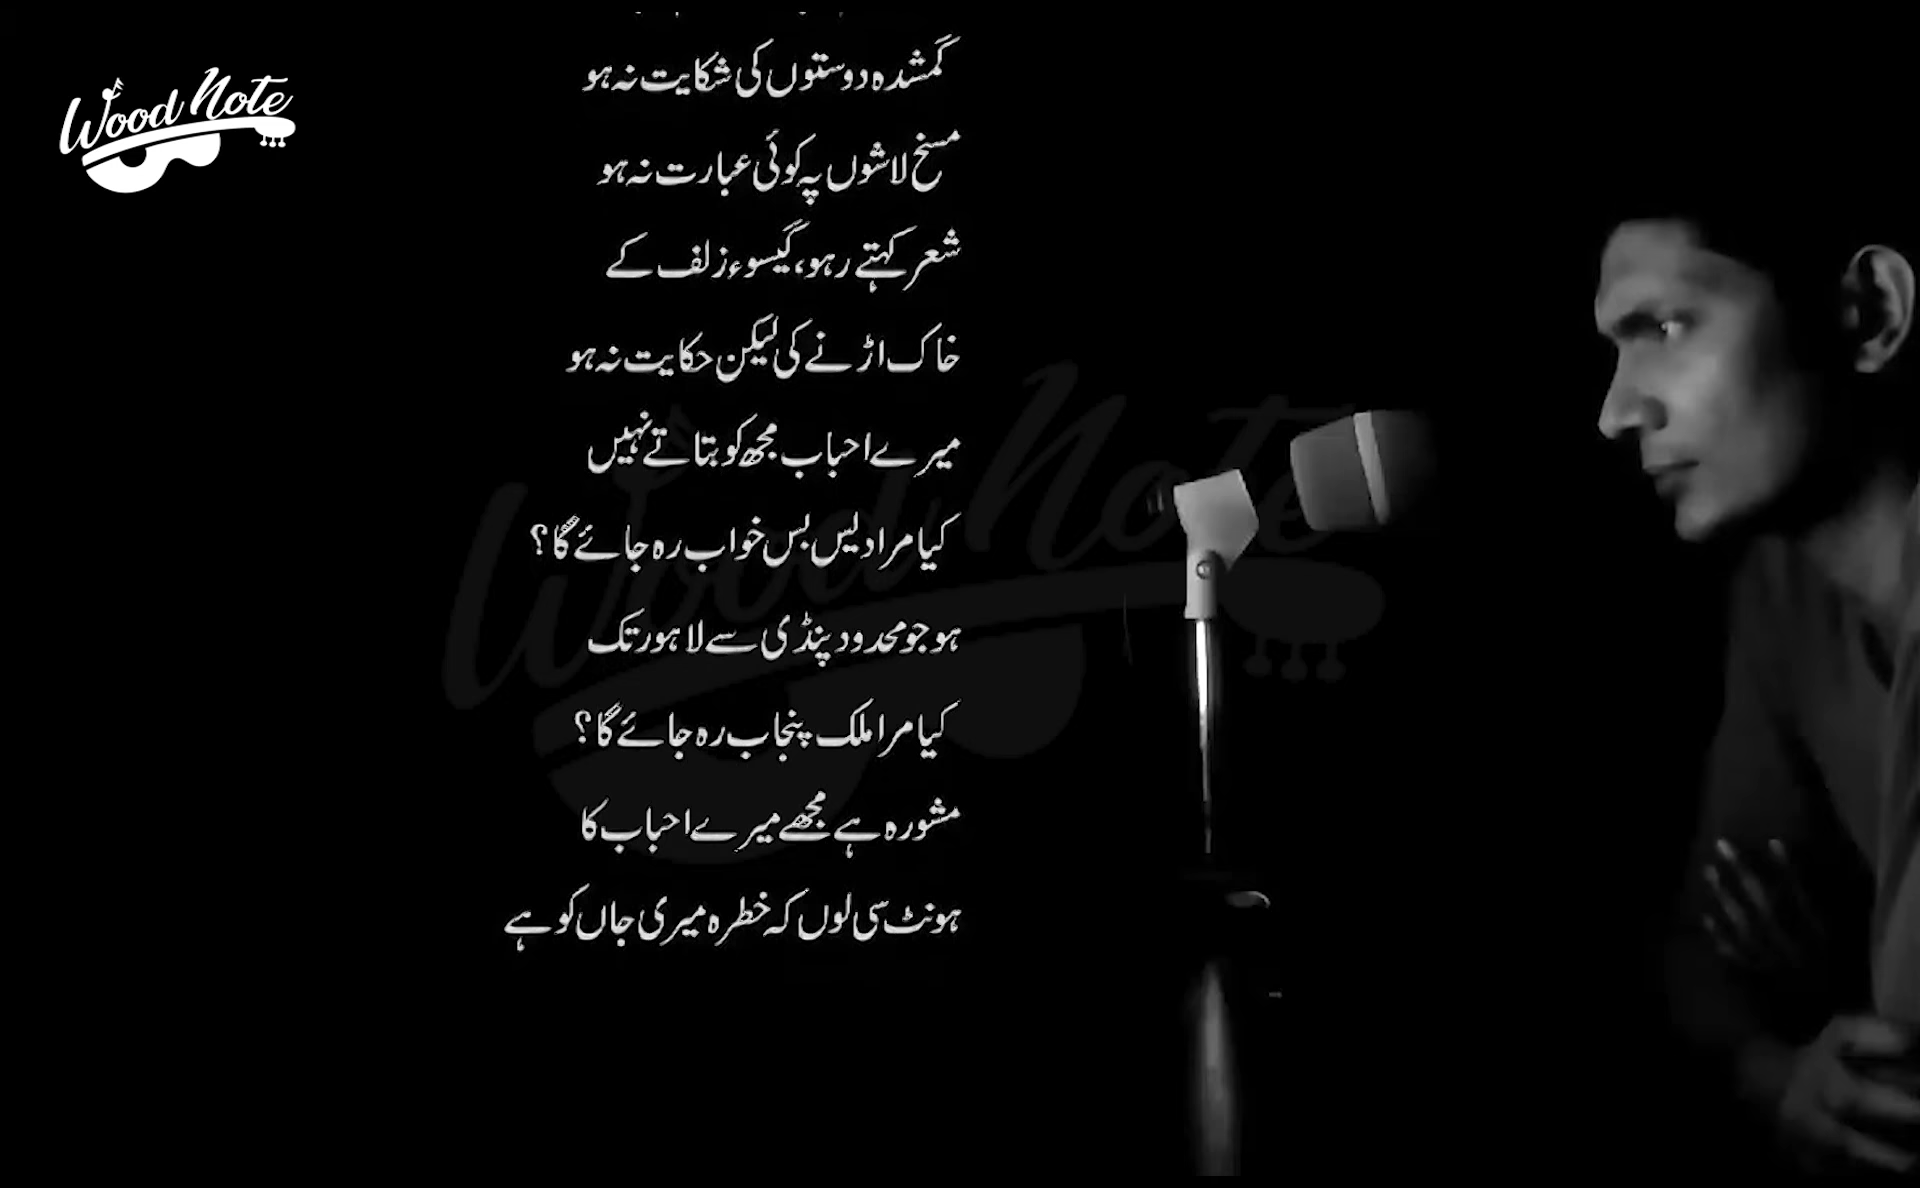 Wood Note
گمشدہ دوستوں کی شکایت نہ ہو
مسخ لاشوں پہ کوئی عبارت نہ ہو
شعر کہتے رہو، گیسوء زلف کے
خاک اڑنے کی لیکن حکایت نہ ہو
میرے احباب مجھ کو بتاتے نہیں
کیا مرا دیس بس خواب رہ جائے گا؟
ہو جو محدود پنڈی سے لاہور تک
کیا مرا ملک پنجاب رہ جائے گا؟
مشورہ ہے مجھے میرے احباب کا
ہونٹ سی لوں کہ خطرہ میری جاں کو ہے
Wood Note